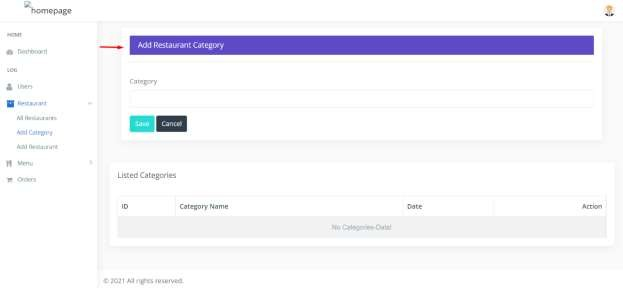 homepage
HOME
Dashboard
LOG
Users
Restaurant
All Restaurants
Add Category
Add Restaurant
Menu
Orders
Add Restaurant Category
Category
Save Cancel
Listed Categories
ID Category Name Date Action
No Categories-Data!
© 2021 All rights reserved.